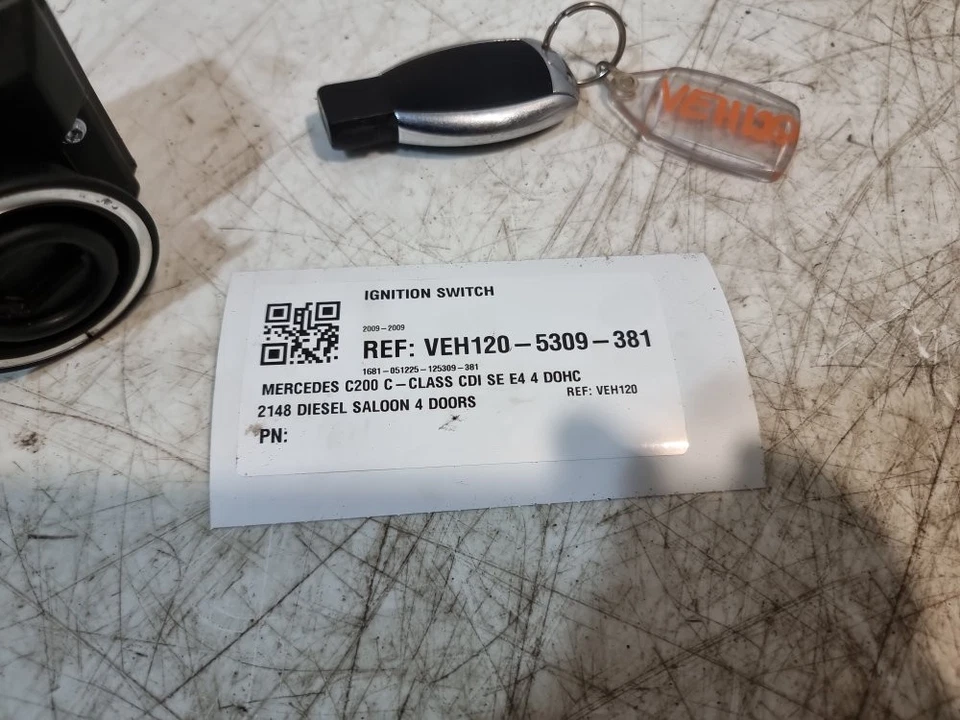 VEH120
IGNITION SWITCH
2009-2009
REF: VEH120-5309-381
1681-051225-125309-381
MERCEDES C200 C-CLASS CDI SE E4 4 DOHC
REF: VEH120
2148 DIESEL SALOON 4 DOORS
PN: